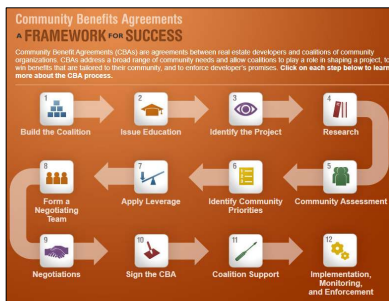 Community Benefits Agreements
A FRAMEWORK FOR SUCCESS
Community Benefit Agreements (CBAs) are agreements between real estate developers and coalitions of community
organizations. CBAs address a broad range of community needs and allow coalitions to play a role in shaping a project, to
win benefits that are tailored to their community, and to enforce developer's promises. Click on each step below to learn
more about the CBA process.
1
Build the Coalition
2
Issue Education
3
Identify the Project
4
Research
8
Form a
Negotiating
Team
7
Apply Leverage
6
Identify Community
Priorities
5
Community Assessment
9
Negotiations
10
Sign the CBA
11
Coalition Support
12
Implementation,
Monitoring,
and Enforcement